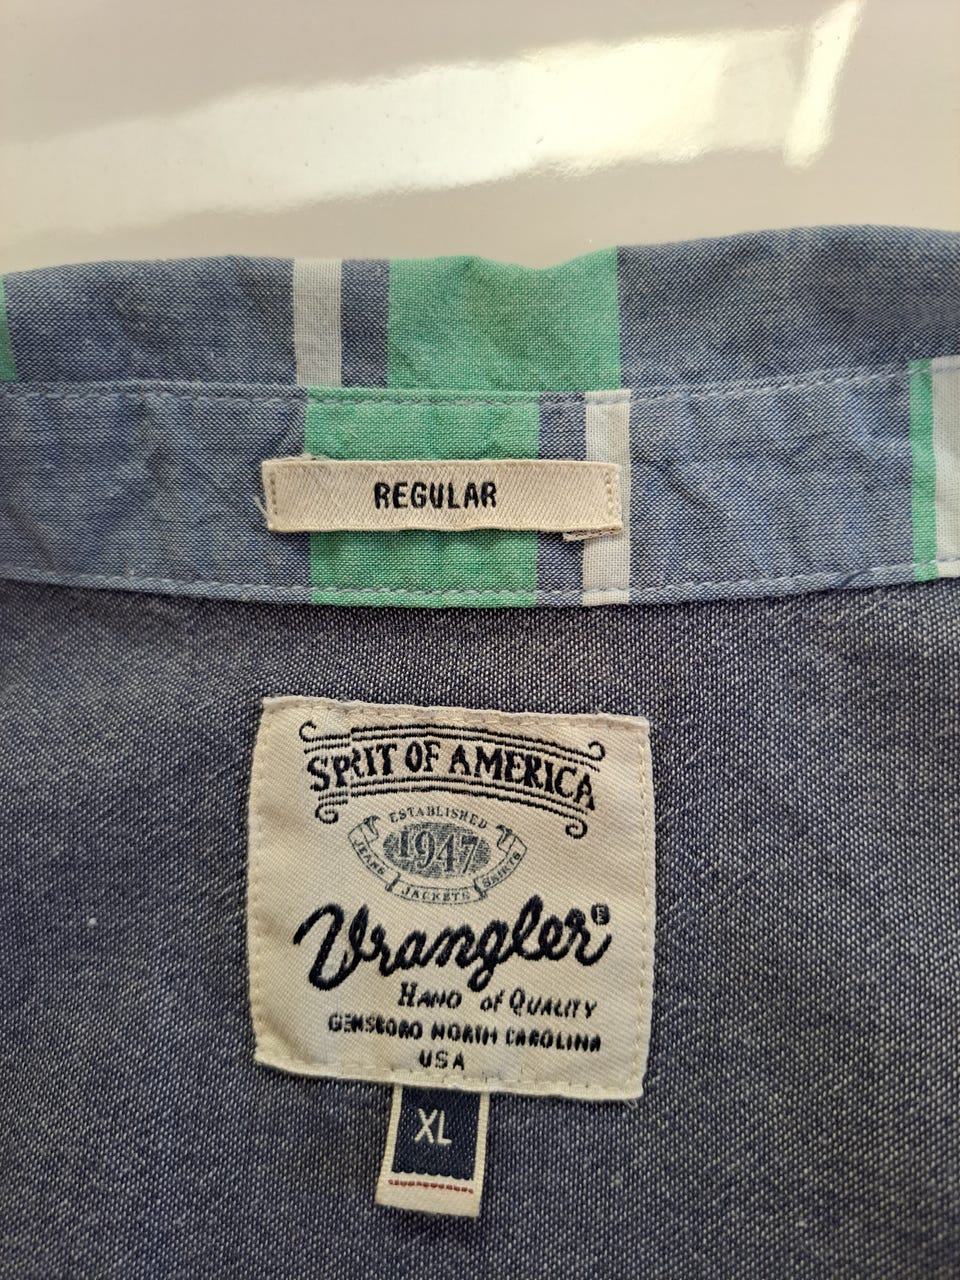 REGULAR
SPRIT OF AMERICA
ESTABLISHED
1947
JEANS JACKETS SHIRTS
Wrangler
HAND of QUALITY
GENSBORO NORTH CAROLINA
USA
XL